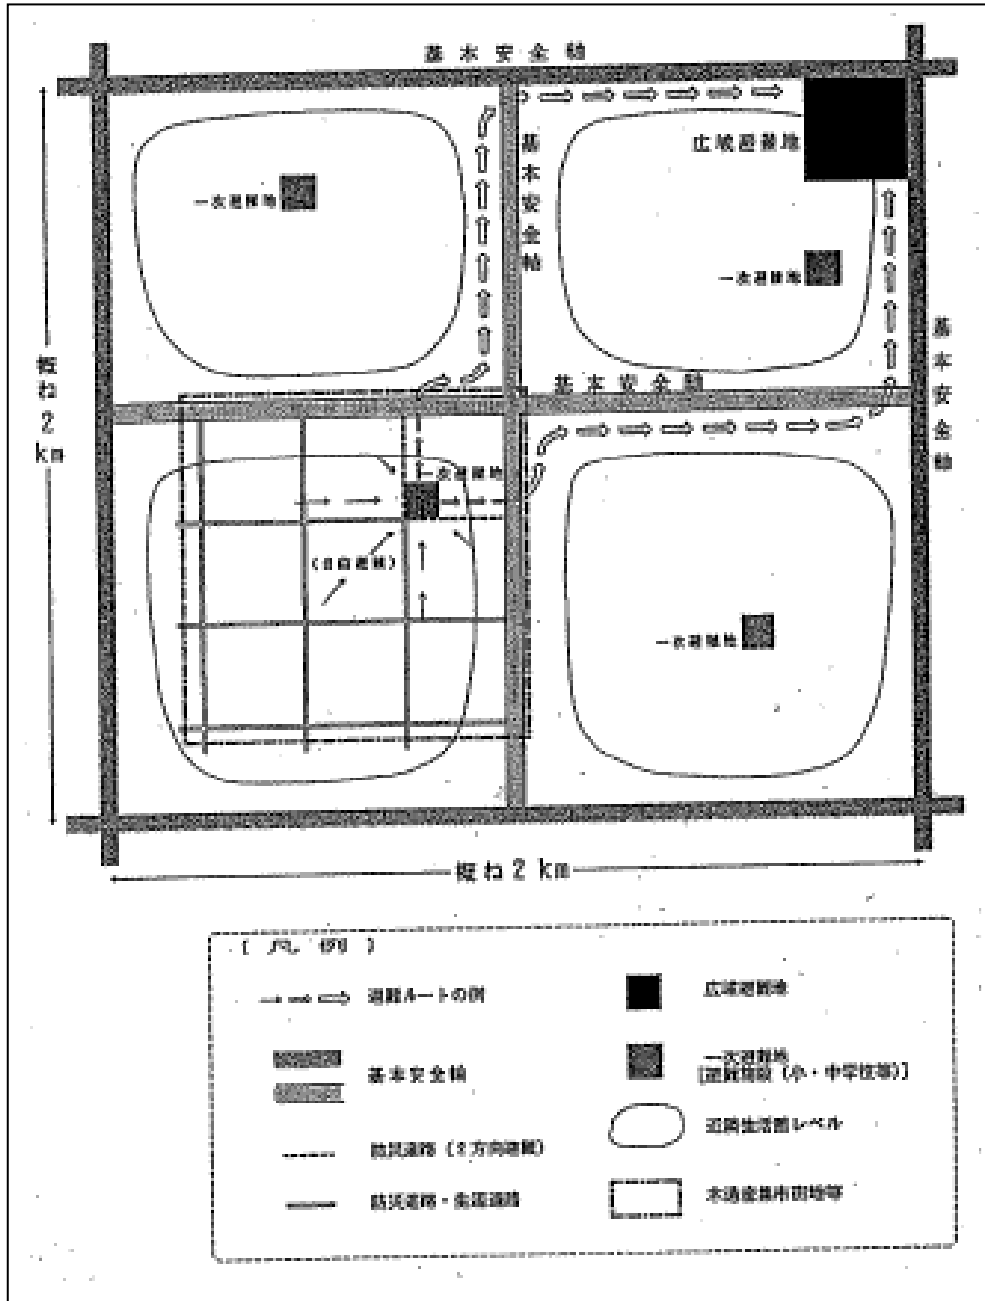 基本安全軸
広域避難地
基本安全軸
一次避難地
一次避難地
基本安全軸
基本安全軸
概ね2km
一次避難地
(自由避難)
一次避難地
概ね2km
(凡例)
避難ルートの例
広域避難地
基本安全軸
一次避難地
[避難施設(小・中学校等)]
近隣生活圏レベル
防災道路(2方向避難)
防災道路・生活道路
木造密集市街地等